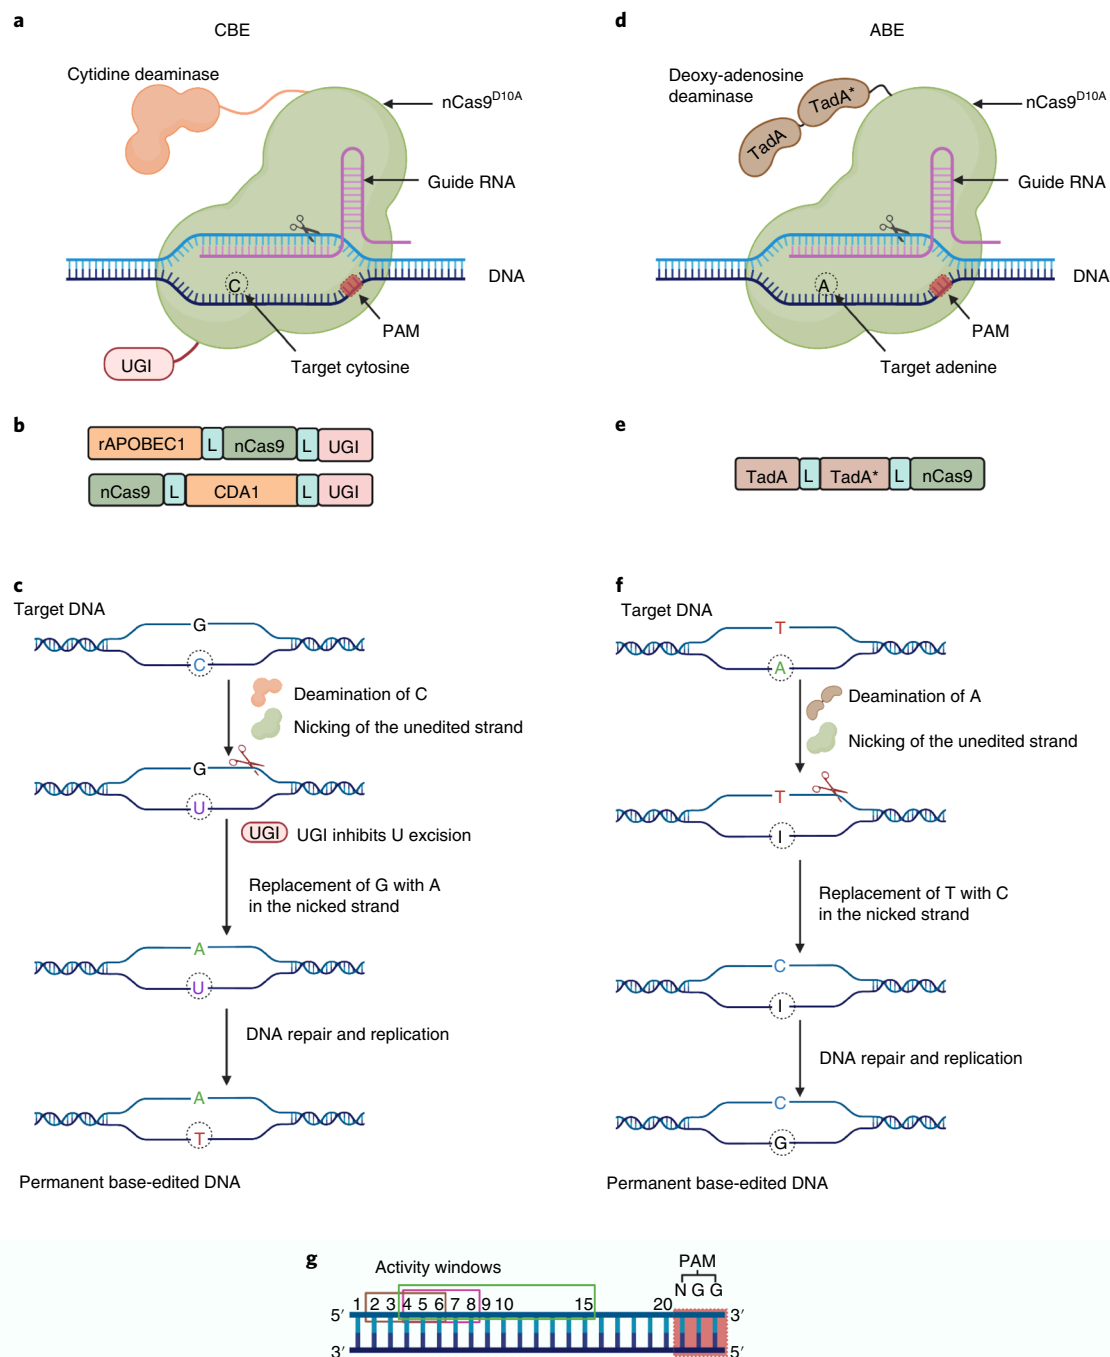 a
CBE
Cytidine deaminase
nCas9D10A
Guide RNA
C
DNA
PAM
UGI
Target cytosine
b
rAPOBEC1 L nCas9 L UGI
nCas9 L CDA1 L UGI
c
Target DNA
G
C
Deamination of C
Nicking of the unedited strand
G
U
UGI UGI inhibits U excision
Replacement of G with A
in the nicked strand
A
U
DNA repair and replication
A
T
Permanent base-edited DNA
d
ABE
Deoxy-adenosine
deaminase
TadA*
TadA
nCas9D10A
Guide RNA
A
DNA
PAM
Target adenine
e
TadA L TadA* L nCas9
f
Target DNA
T
A
Deamination of A
Nicking of the unedited strand
T
I
Replacement of T with C
in the nicked strand
C
I
DNA repair and replication
C
G
Permanent base-edited DNA
g
Activity windows
PAM
N G G
1 2 3 4 5 6 7 8 9 10 15 20
5′ 3′
3′ 5′